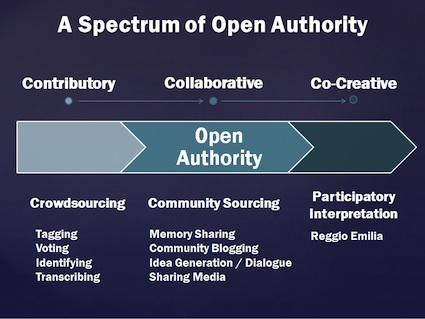 A Spectrum of Open Authority
Contributory
Collaborative
Co-Creative
Open
Authority
Crowdsourcing
Tagging
Voting
Identifying
Transcribing
Community Sourcing
Memory Sharing
Community Blogging
Idea Generation / Dialogue
Sharing Media
Participatory
Interpretation
Reggio Emilia